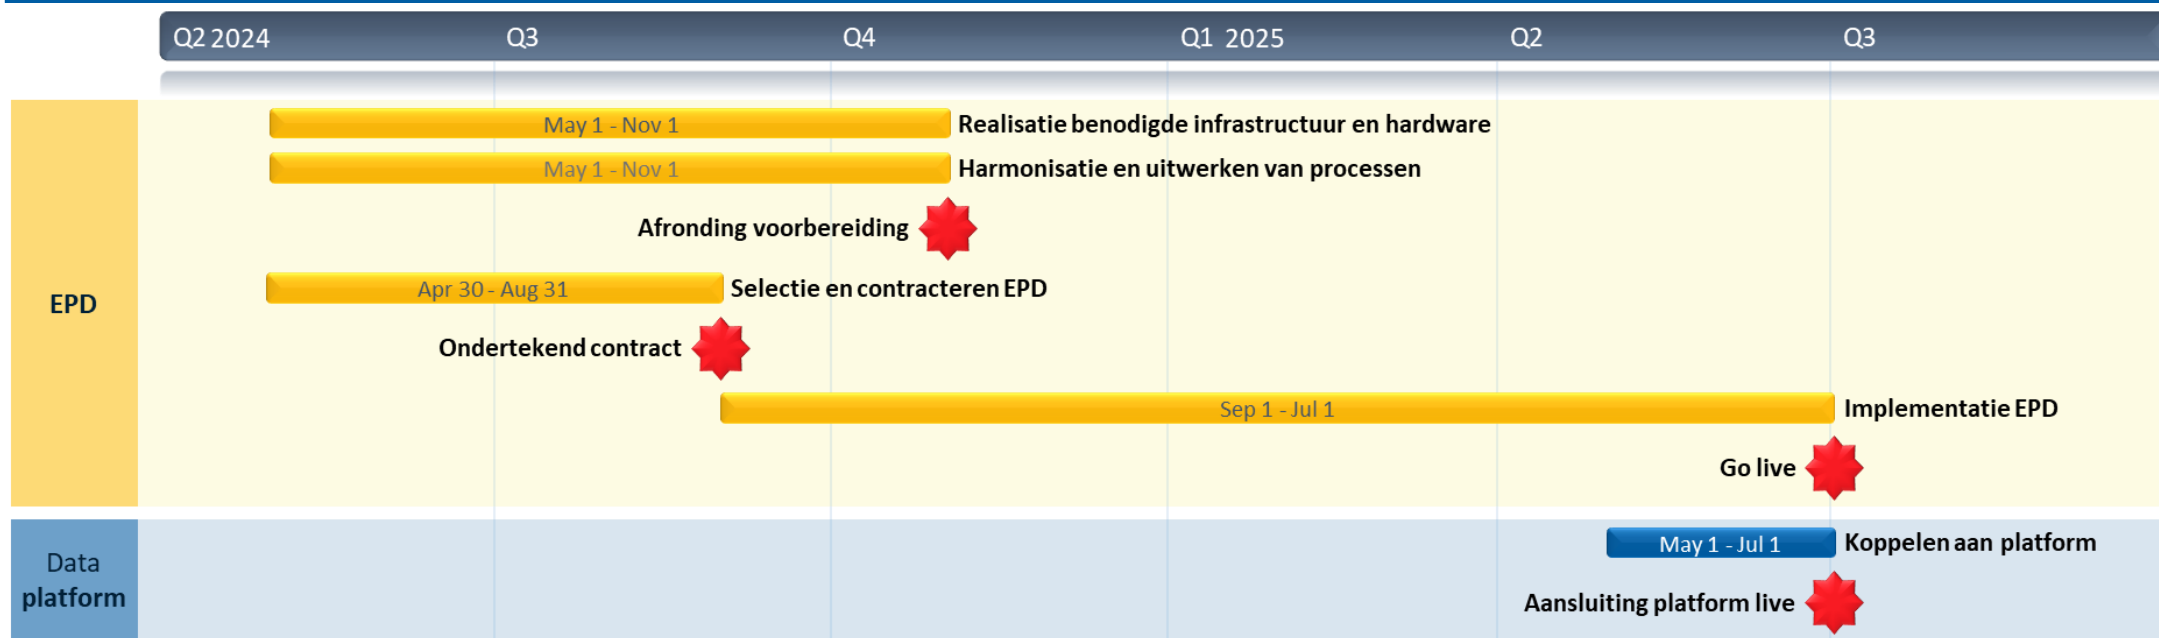 Q2 2024 Q3 Q4 Q1 2025 Q2 Q3
May 1 - Nov 1 Realisatie benodigde infrastructuur en hardware
May 1 - Nov 1 Harmonisatie en uitwerken van processen
Afronding voorbereiding
EPD
Apr 30 - Aug 31 Selectie en contracteren EPD
Ondertekend contract
Sep 1 - Jul 1 Implementatie EPD
Go live
Data
platform
May 1 - Jul 1 Koppelen aan platform
Aansluiting platform live